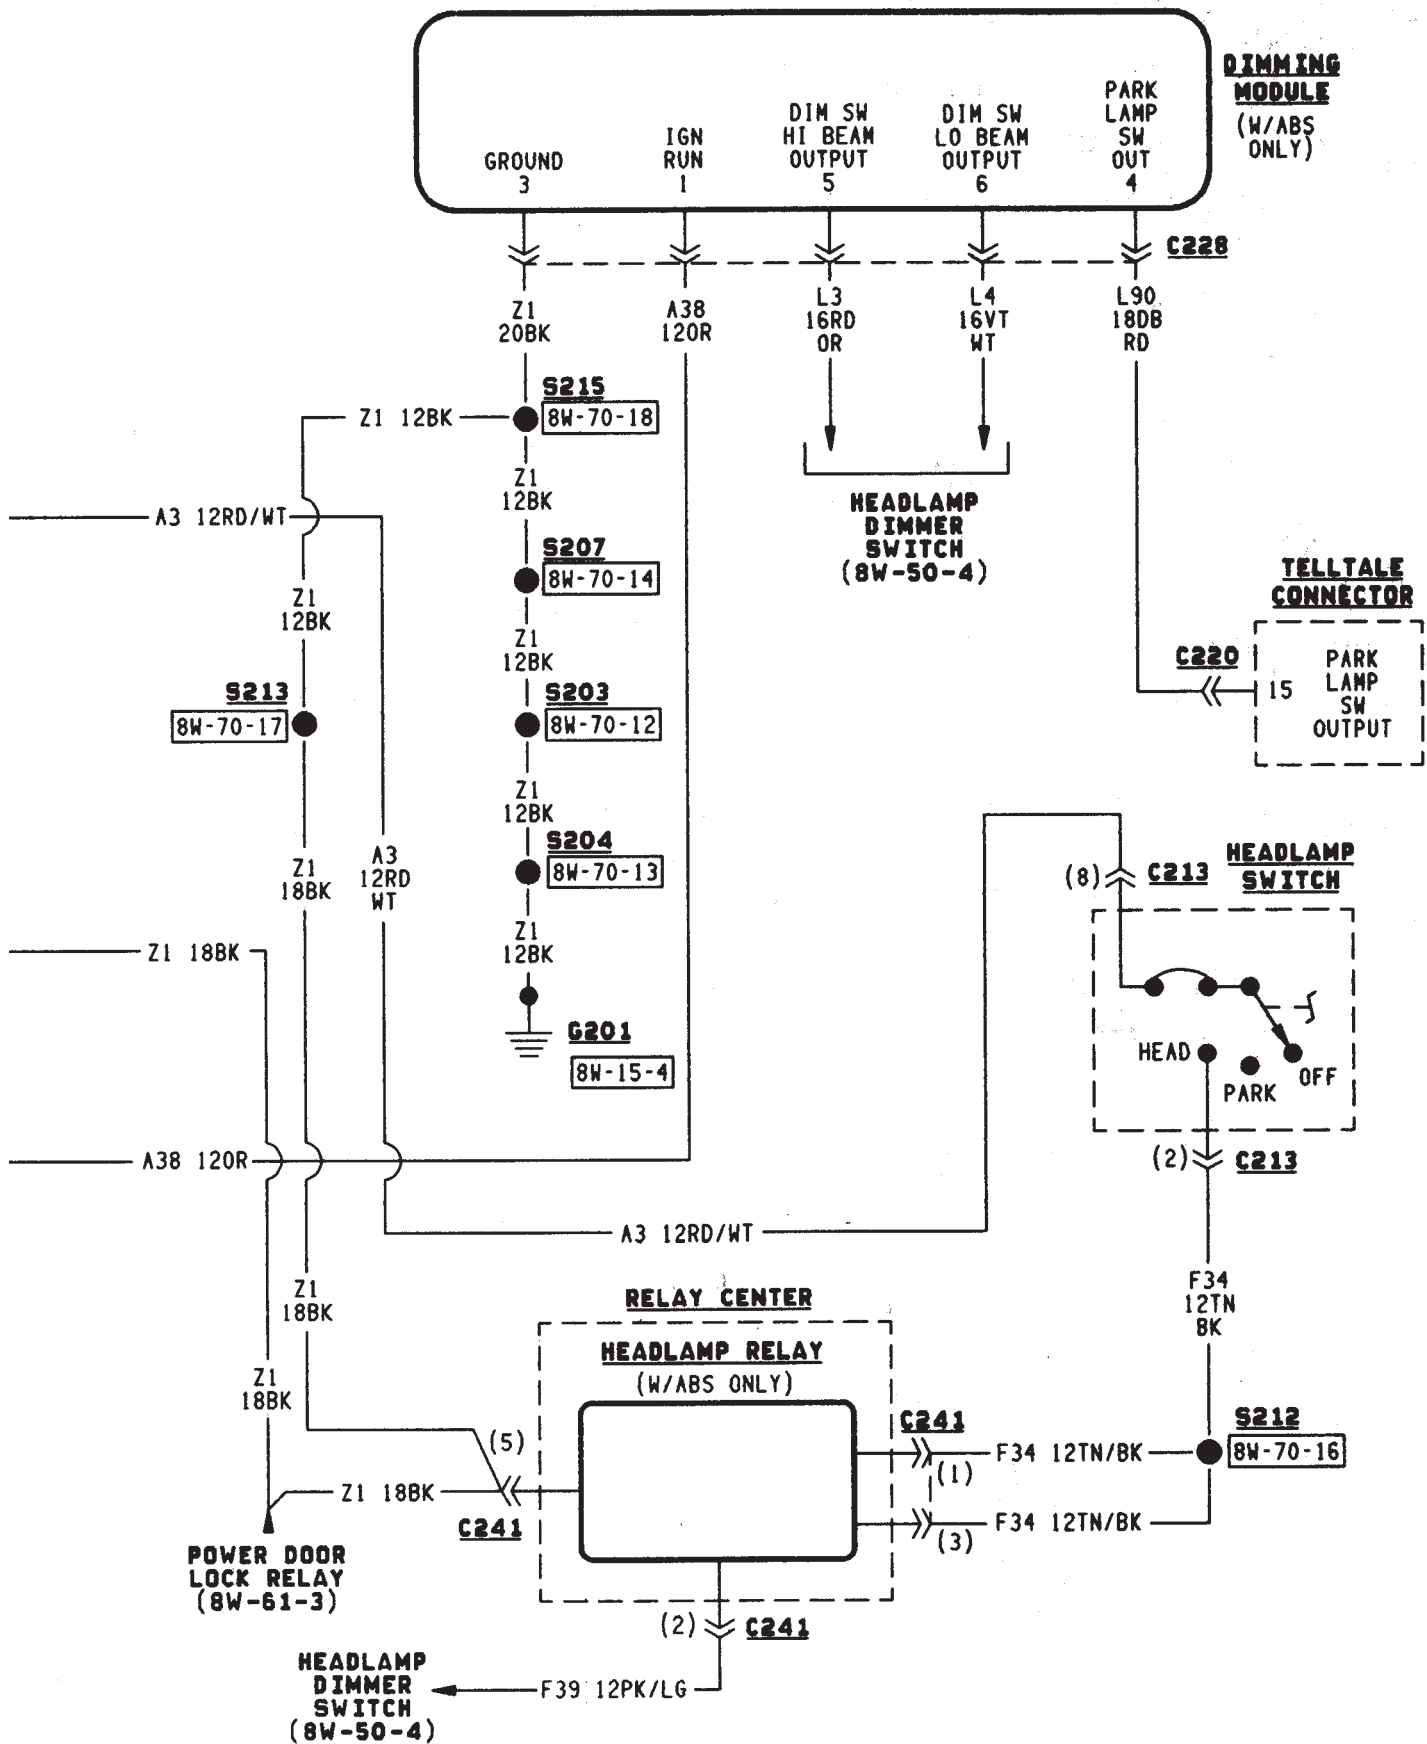 DIMMING
MODULE
(W/ABS
ONLY)
GROUND
3
IGN
RUN
1
DIM SW
HI BEAM
OUTPUT
5
DIM SW
LO BEAM
OUTPUT
6
PARK
LAMP
SW
OUT
4
C228
Z1
20BK
A38
12OR
L3
16RD
OR
L4
16VT
WT
L90
18DB
RD
S215
8W-70-18
Z1 12BK
Z1
12BK
HEADLAMP
DIMMER
SWITCH
(8W-50-4)
A3 12RD/WT
S207
8W-70-14
TELLTALE
CONNECTOR
Z1
12BK
Z1
12BK
C220
15
PARK
LAMP
SW
OUTPUT
S213
8W-70-17
S203
8W-70-12
Z1
12BK
S204
8W-70-13
Z1
18BK
A3
12RD
WT
HEADLAMP
SWITCH
(8)
C213
Z1
12BK
Z1 18BK
G201
8W-15-4
HEAD
PARK
OFF
A38 12OR
(2)
C213
A3 12RD/WT
Z1
18BK
F34
12TN
BK
RELAY CENTER
HEADLAMP RELAY
(W/ABS ONLY)
Z1
18BK
C241
S212
8W-70-16
(5)
F34 12TN/BK
(1)
Z1 18BK
C241
F34 12TN/BK
(3)
POWER DOOR
LOCK RELAY
(8W-61-3)
(2)
C241
HEADLAMP
DIMMER
SWITCH
(8W-50-4)
F39 12PK/LG